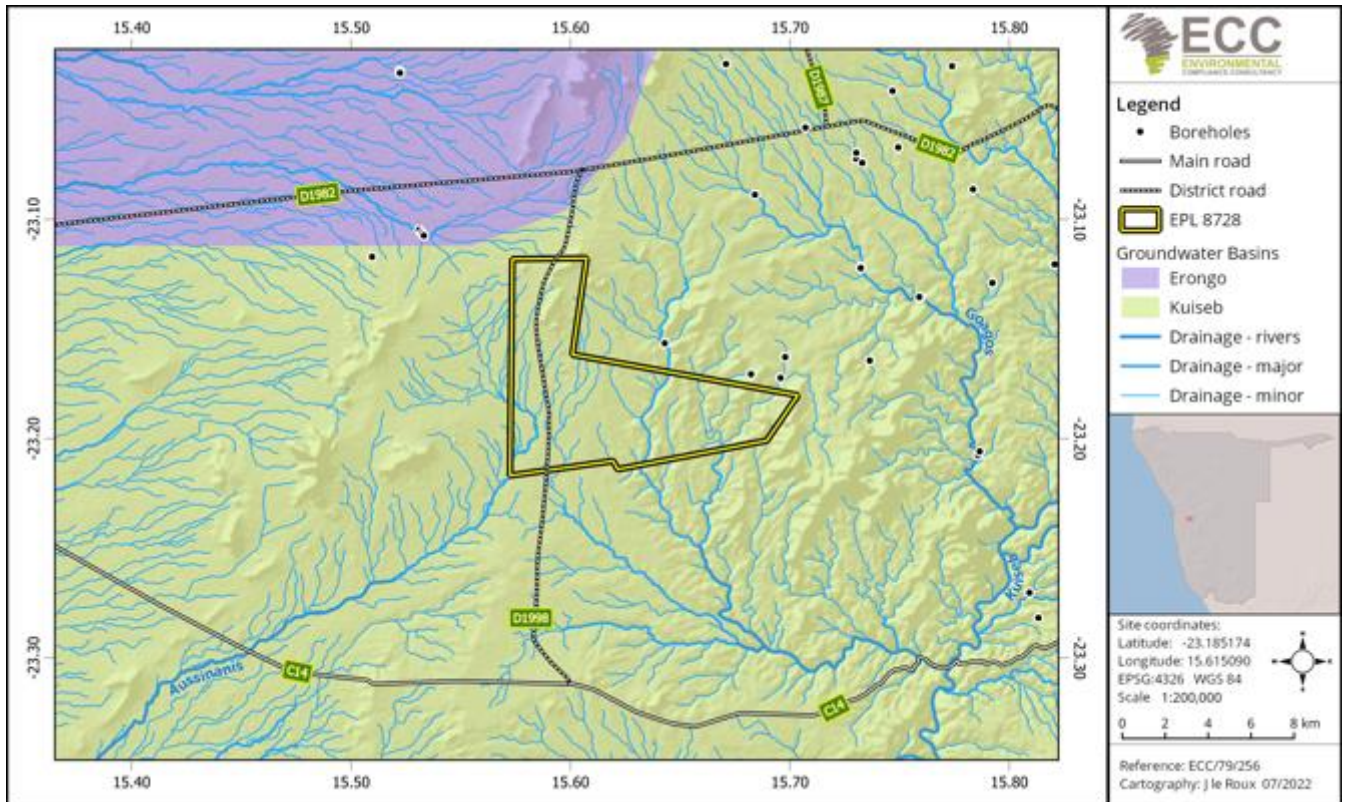 15.40 15.50 15.60 15.70 15.80
D1987
D1982
D1982
-23.10 -23.10
Gaagos
-23.20 -23.20
Kuiseb
D1998
-23.30 -23.30
Aussinanis
C14
C14
15.40 15.50 15.60 15.70 15.80
ECC
ENVIRONMENTAL
COMPLIANCE CONSULTANCY
Legend
Boreholes
Main road
District road
EPL 8728
Groundwater Basins
Erongo
Kuiseb
Drainage - rivers
Drainage - major
Drainage - minor
Site coordinates:
Latitude: -23.185174
Longitude: 15.615090
EPSG:4326 WGS 84
Scale 1:200,000
0 2 4 6 8 km
Reference: ECC/79/256
Cartography: J le Roux 07/2022